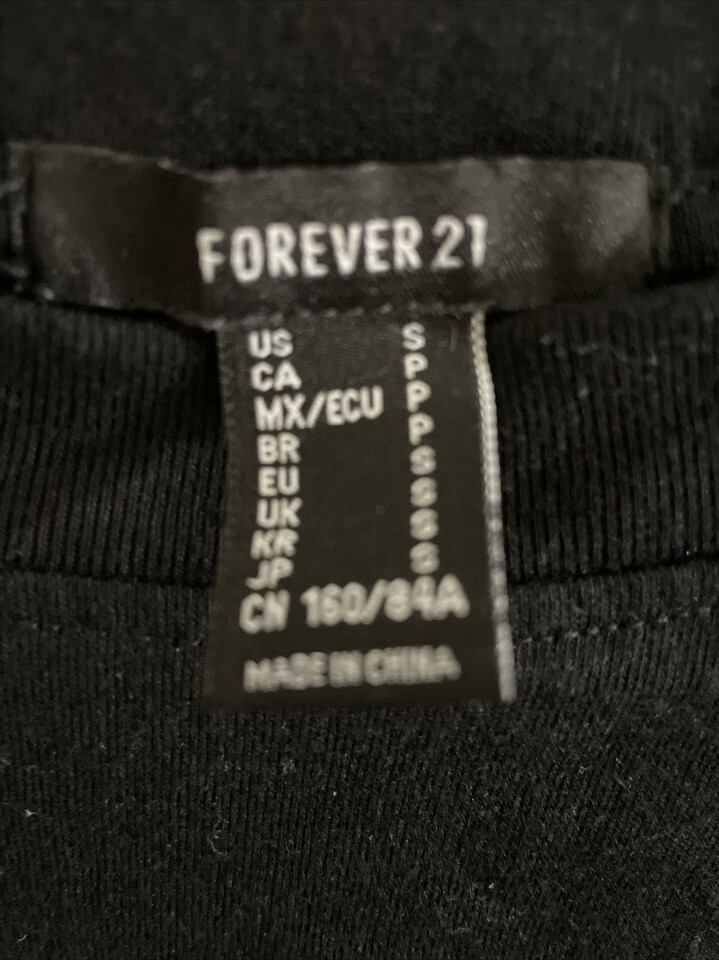 FOREVER 21
US S
CA P
MX/ECU P
BR P
EU S
UK S
KR S
JP S
CN 160/84A
MADE IN CHINA